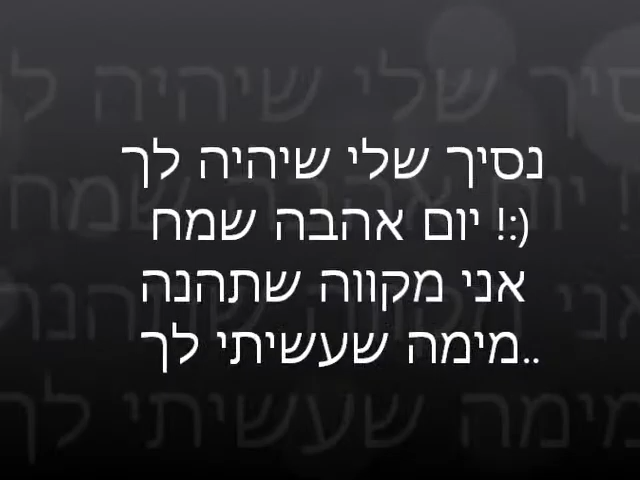 נסיך שלי שיהיה לך
יום אהבה שמח !:)
אני מקווה שתהנה
מימה שעשיתי לך..